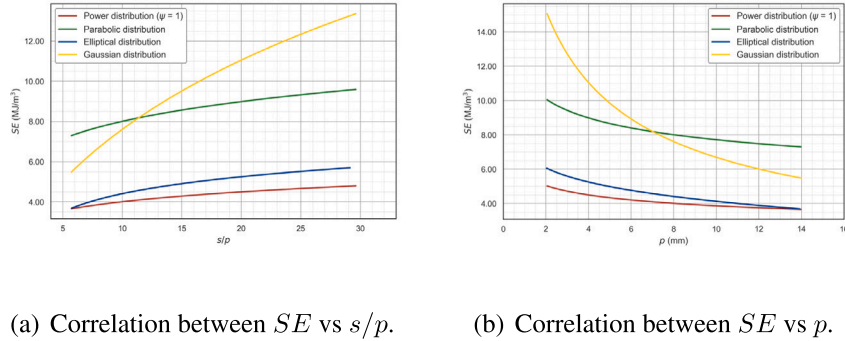 Power distribution (ψ = 1)
Parabolic distribution
Elliptical distribution
Gaussian distribution
12.00
10.00
8.00
6.00
4.00
SE (MJ/m³)
5 10 15 20 25 30
s/p
Power distribution (ψ = 1)
Parabolic distribution
Elliptical distribution
Gaussian distribution
14.00
12.00
10.00
8.00
6.00
4.00
SE (MJ/m³)
0 2 4 6 8 10 12 14 16
p (mm)
(a) Correlation between SE vs s/p.
(b) Correlation between SE vs p.